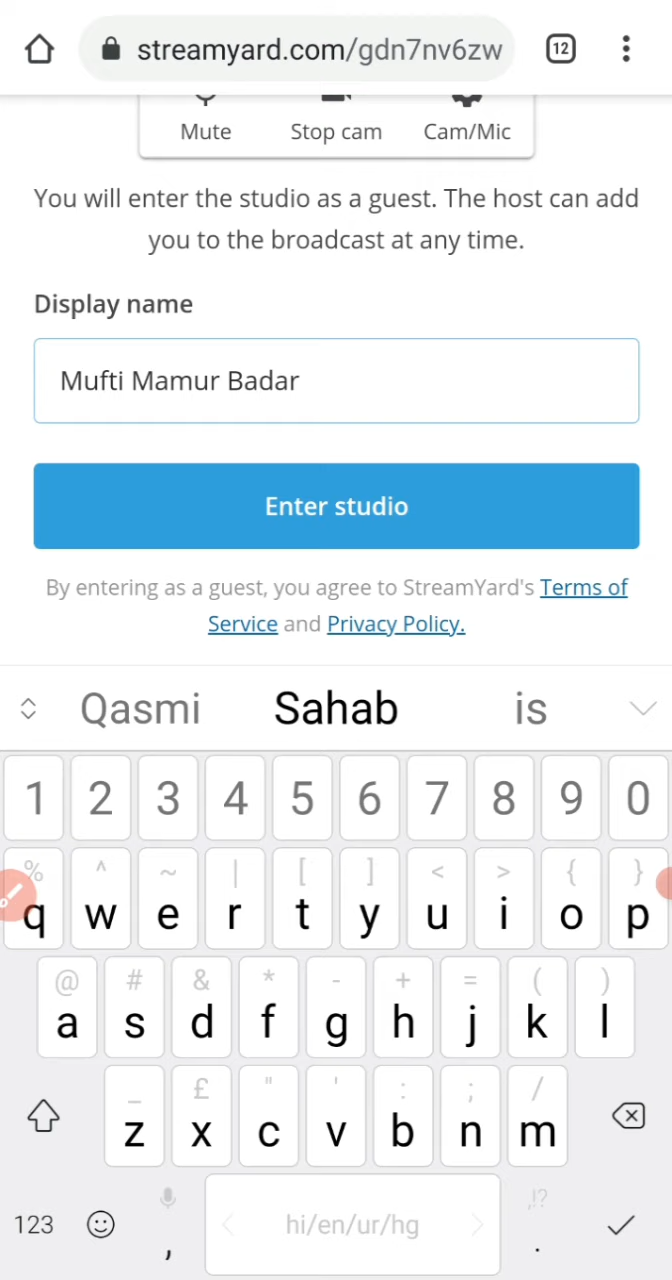 streamyard.com/gdn7nv6zw 12
Mute Stop cam Cam/Mic
You will enter the studio as a guest. The host can add
you to the broadcast at any time.
Display name
Mufti Mamur Badar
Enter studio
By entering as a guest, you agree to StreamYard's Terms of
Service and Privacy Policy.
Qasmi Sahab is
1 2 3 4 5 6 7 8 9 0
% ^ ~ | [ ] < > { }
q w e r t y u i o p
@ # & * - + = ( )
a s d f g h j k l
_ £ " ' : ; /
z x c v b n m
,!?
123 , hi/en/ur/hg .